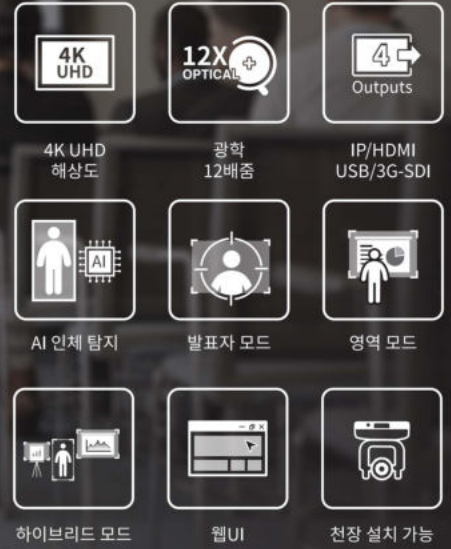 4K
UHD
12X
OPTICAL
4
Outputs
4K UHD
해상도
광학
12배줌
IP/HDMI
USB/3G-SDI
AI
AI 인체 탐지
발표자 모드
영역 모드
하이브리드 모드
웹UI
천장 설치 가능